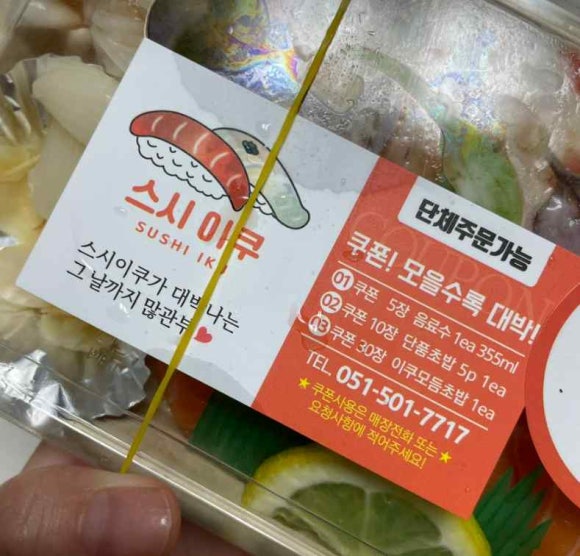 스시 이쿠
SUSHI IK
스시이쿠가 대박나는
그 날까지 많관부
단체주문가능
COUPON
쿠폰! 모을수록 대박!
01 쿠폰 5장 음료수 1ea 355ml
02 쿠폰 10장 단품초밥 5p 1ea
03 쿠폰 30장 이쿠모듬초밥 1ea
TEL 051-501-7717
★쿠폰사용은 매장전화 또는
요청사항에 적어주세요!★